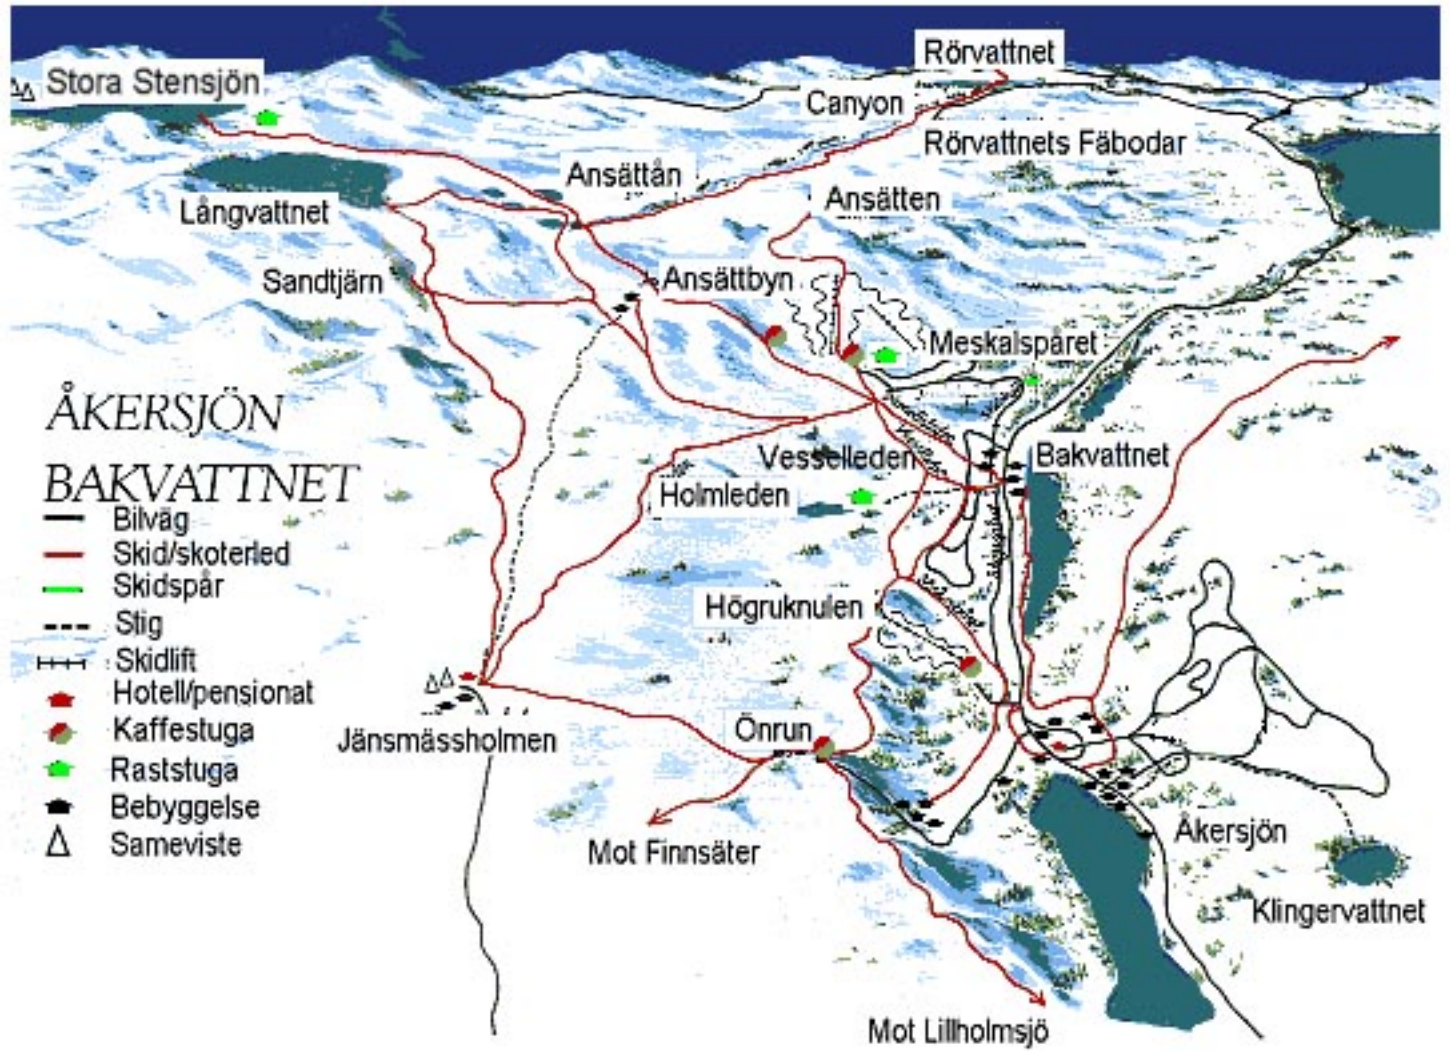 Rörvattnet
Stora Stensjön
Canyon
Rörvattnets Fäbodar
Ansättån
Ansätten
Långvattnet
Sandtjärn
Ansättbyn
Meskalspåret
ÅKERSJÖN
BAKVATTNET
Vesselleden
Bakvattnet
Holmleden
Bilväg
Skid/skoterled
Skidspår
Stig
Skidlift
Hotell/pensionat
Kaffestuga
Raststuga
Bebyggelse
Sameviste
Högruknulen
Jänsmässholmen
Önrun
Mot Finnsäter
Åkersjön
Klingervattnet
Mot Lillholmsjö